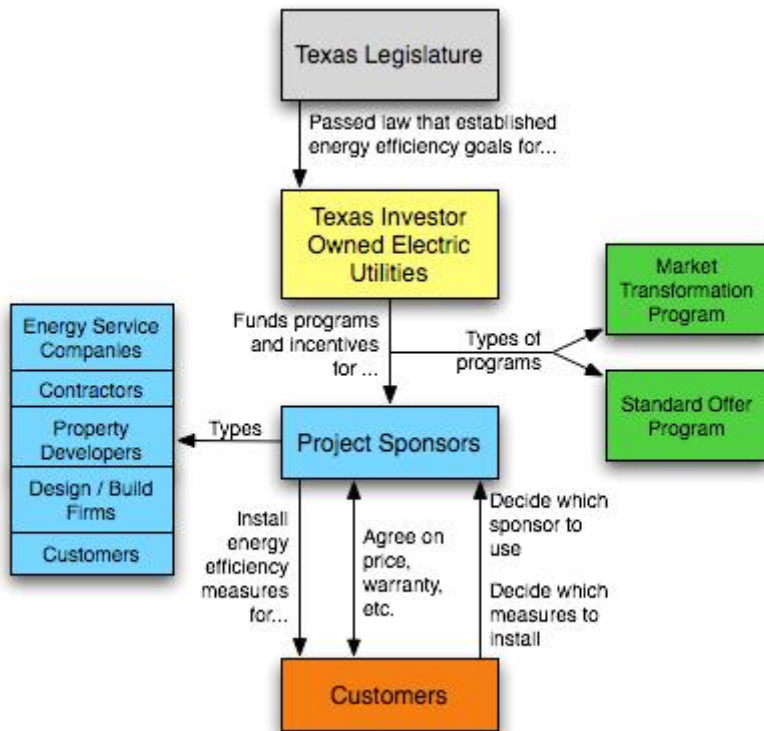 Texas Legislature
Passed law that established
energy efficiency goals for...
Texas Investor
Owned Electric
Utilities
Market
Transformation
Program
Funds programs
and incentives
for ...
Types of
programs
Standard Offer
Program
Energy Service
Companies
Contractors
Property
Developers
Design / Build
Firms
Customers
Types
Project Sponsors
Install
energy
efficiency
measures
for...
Agree on
price,
warranty,
etc.
Decide which
sponsor to
use
Decide which
measures to
install
Customers